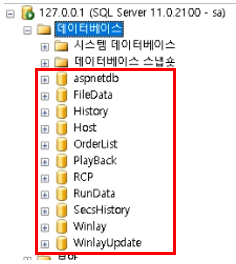 127.0.0.1 (SQL Server 11.0.2100 - sa)
데이터베이스
시스템 데이터베이스
데이터베이스 스냅숏
aspnetdb
FileData
History
Host
OrderList
PlayBack
RCP
RunData
SecsHistory
Winlay
WinlayUpdate